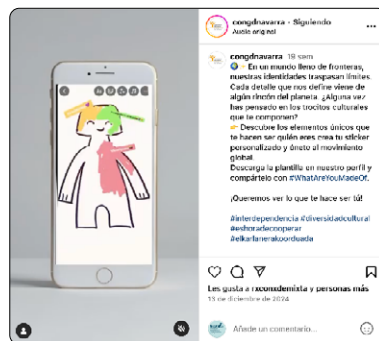 congdnavarra · Siguiendo
Audio original
congdnavarra 18 sem
🌍✨ En un mundo lleno de fronteras,
nuestras identidades traspasan límites.
Cada detalle que nos define viene de
algún rincón del planeta. ¿Alguna vez
has pensado en los trocitos culturales
que te componen?
👉 Descubre los elementos únicos que
te hacen ser quién eres crea tu sticker
personalizado y únete al movimiento
global.
Descarga la plantilla en nuestro perfil y
compártelo con #WhatAreYouMadeOf.
¡Queremos ver lo que te hace ser tú!
#interdependencia #diversidadcultural
#eshoradecooperar
#elkarlanerakoorduada
Les gusta a rxconxdemixta y personas más
13 de diciembre de 2024
Añade un comentario...